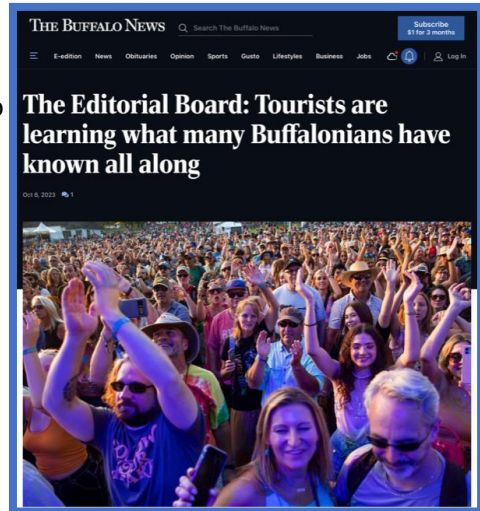 THE BUFFALO NEWS
Search The Buffalo News
Subscribe
$1 for 3 months
E-edition News Obituaries Opinion Sports Gusto Lifestyles Business Jobs Log In
The Editorial Board: Tourists are
learning what many Buffalonians have
known all along
Oct 6, 2023 1